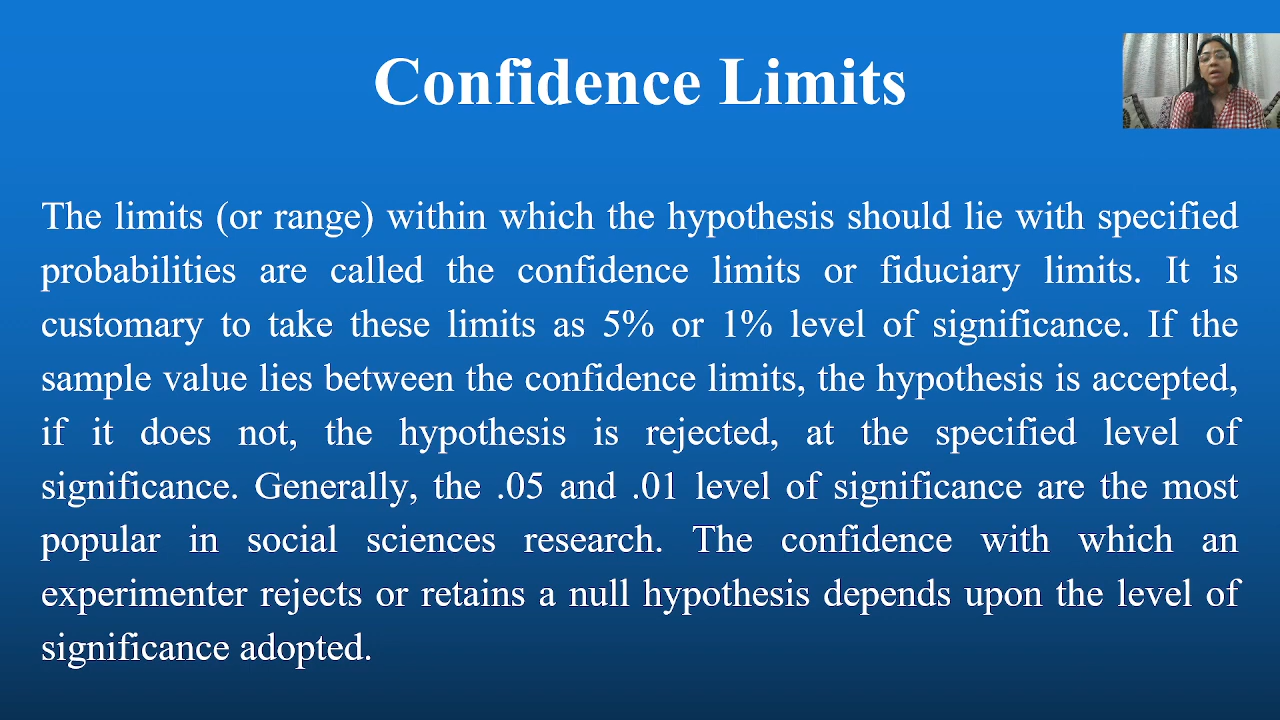 Confidence Limits
The limits (or range) within which the hypothesis should lie with specified
probabilities are called the confidence limits or fiduciary limits. It is
customary to take these limits as 5% or 1% level of significance. If the
sample value lies between the confidence limits, the hypothesis is accepted,
if it does not, the hypothesis is rejected, at the specified level of
significance. Generally, the .05 and .01 level of significance are the most
popular in social sciences research. The confidence with which an
experimenter rejects or retains a null hypothesis depends upon the level of
significance adopted.